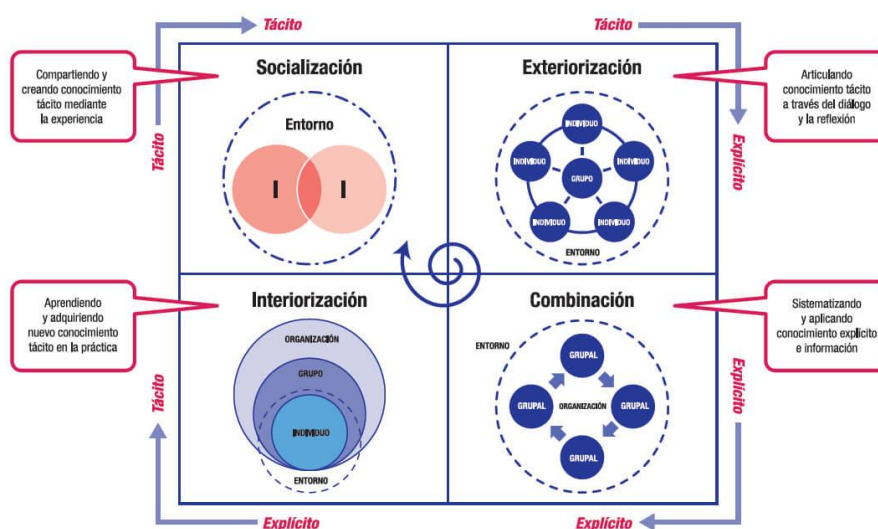 Tácito
Tácito
Socialización
Exteriorización
Compartiendo y
creando conocimiento
tácito mediante
la experiencia
Articulando
conocimiento tácito
a través del diálogo
y la reflexión
Tácito
Explícito
Entorno
I
I
INDIVIDUO
INDIVIDUO
INDIVIDUO
GRUPO
INDIVIDUO
INDIVIDUO
ENTORNO
Interiorización
Combinación
Aprendiendo
y adquiriendo
nuevo conocimiento
tácito en la práctica
Sistematizando
y aplicando
conocimiento explícito
e información
ORGANIZACIÓN
GRUPO
INDIVIDUO
ENTORNO
ENTORNO
GRUPAL
GRUPAL
ORGANIZACIÓN
GRUPAL
GRUPAL
Tácito
Explícito
Explícito
Explícito